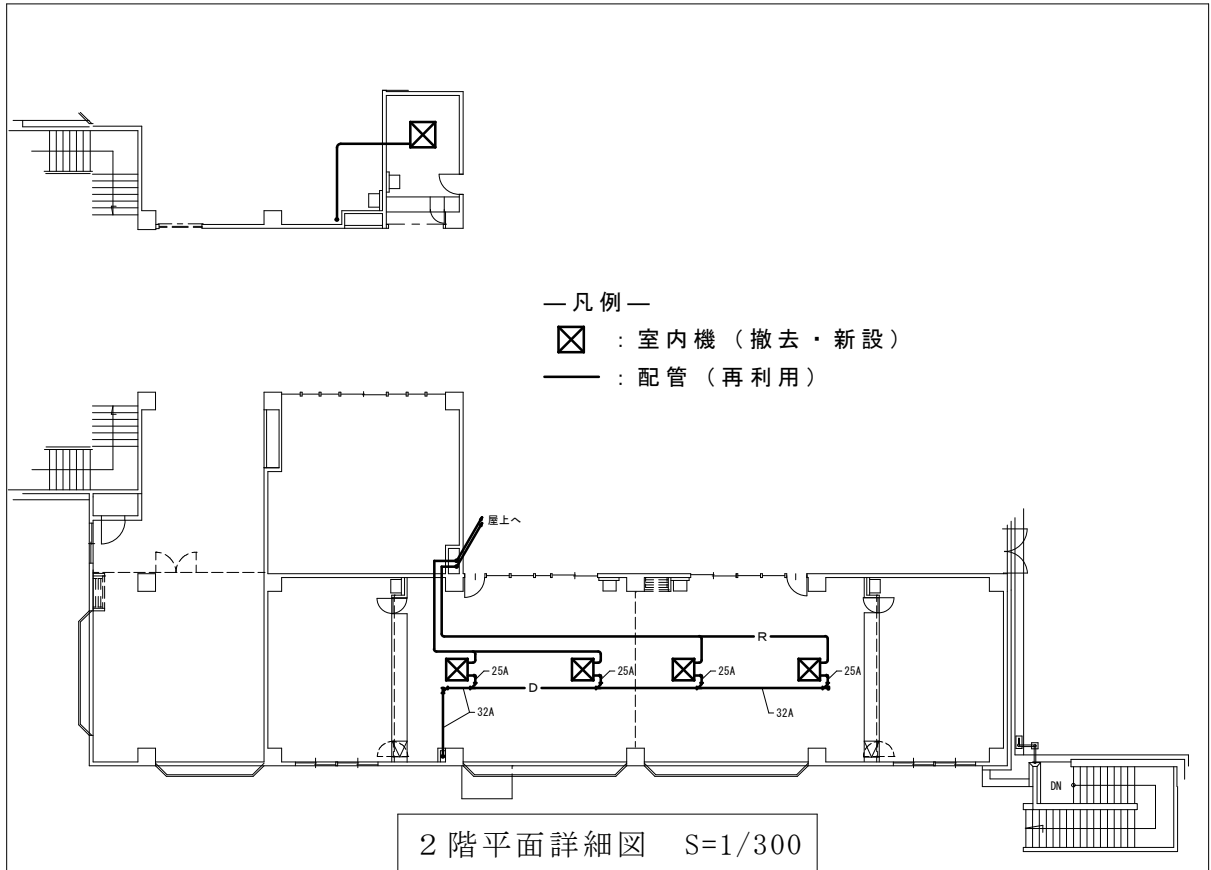 —凡例—
：室内機（撤去・新設）
：配管（再利用）
屋上へ
R
25A
25A
25A
25A
D
32A
32A
DN
２階平面詳細図 S=1/300